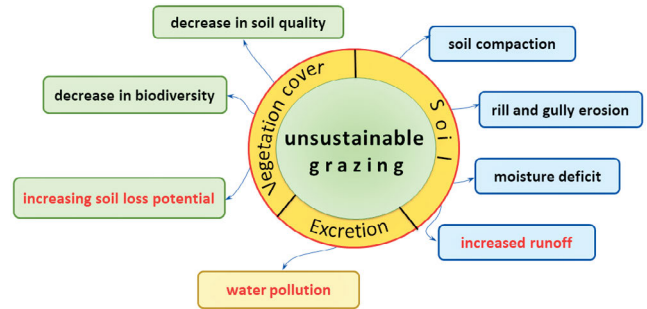 decrease in soil quality
soil compaction
decrease in biodiversity
Vegetation cover
Soil
rill and gully erosion
unsustainable
grazing
moisture deficit
increasing soil loss potential
Excretion
increased runoff
water pollution